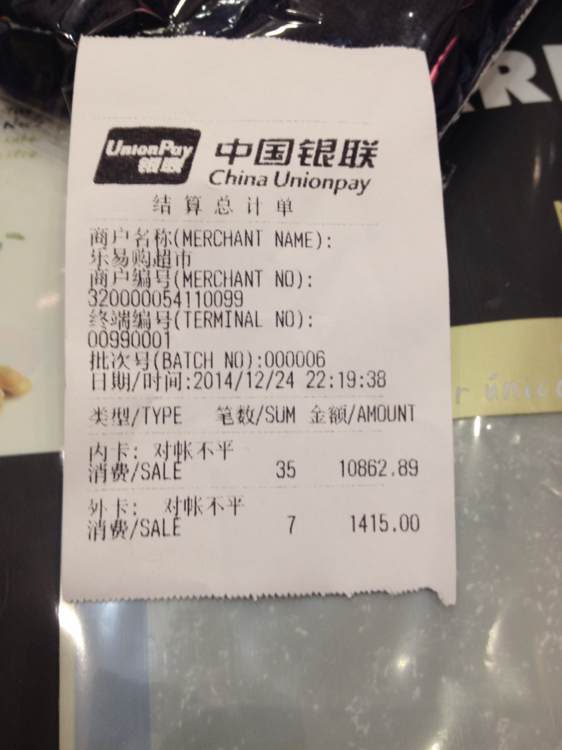 UnionPay
银联
中国银联
China Unionpay
结算总计单
商户名称(MERCHANT NAME):
乐易购超市
商户编号(MERCHANT NO):
320000054110099
终端编号(TERMINAL NO):
00990001
批次号(BATCH NO):000006
日期/时间:2014/12/24 22:19:38
类型/TYPE 笔数/SUM 金额/AMOUNT
内卡: 对帐不平
消费/SALE 35 10862.89
外卡: 对帐不平
消费/SALE 7 1415.00